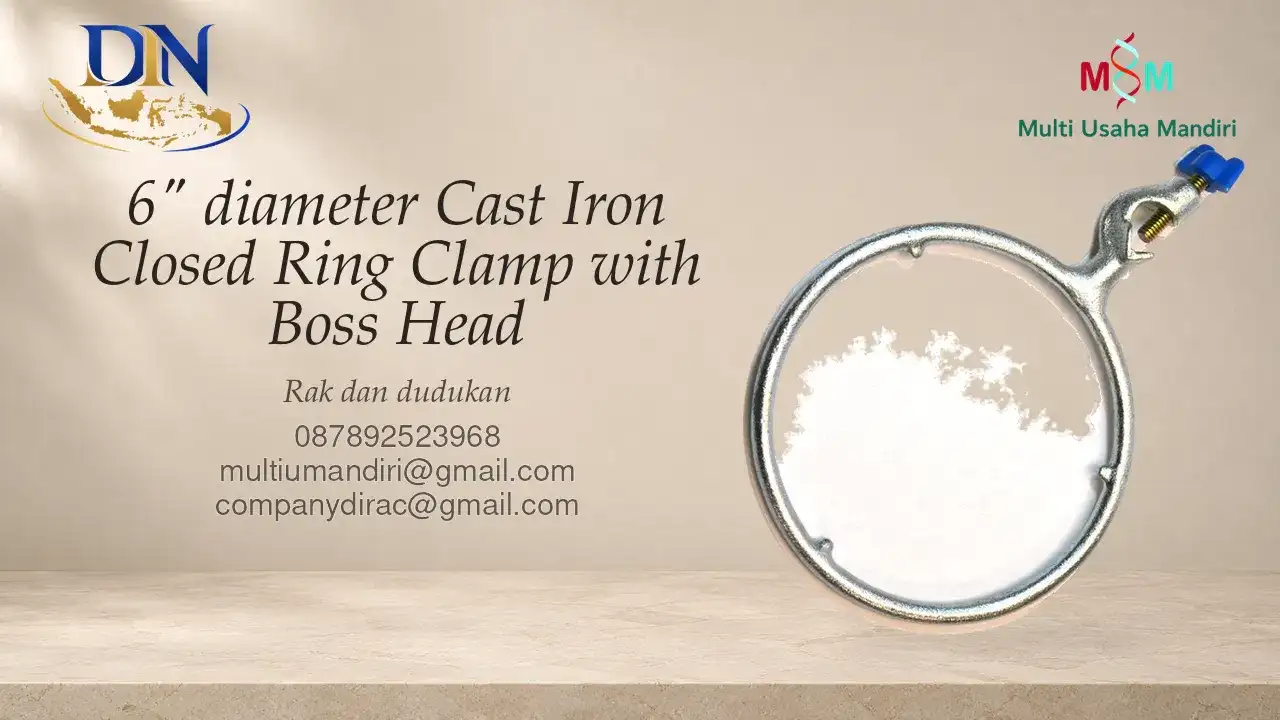 DN
MSM
Multi Usaha Mandiri
6" diameter Cast Iron
Closed Ring Clamp with
Boss Head
Rak dan dudukan
087892523968
multiumandiri@gmail.com
companydirac@gmail.com